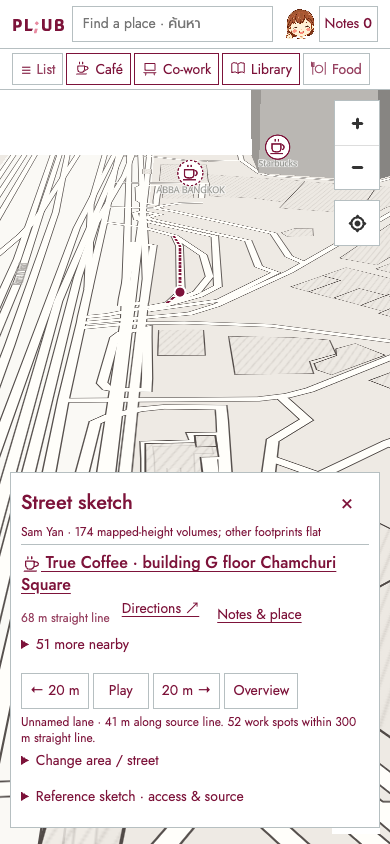 PL;UB
Find a place · ค้นหา
Notes 0
≡ List
Café
Co-work
Library
Food
+
Starbucks
ABBA BANGKOK
−
Street sketch
×
Sam Yan · 174 mapped-height volumes; other footprints flat
True Coffee · building G floor Chamchuri
Square
68 m straight line
Directions ↗
Notes & place
▶ 51 more nearby
← 20 m
Play
20 m →
Overview
Unnamed lane · 41 m along source line. 52 work spots within 300
m straight line.
▶ Change area / street
▶ Reference sketch · access & source